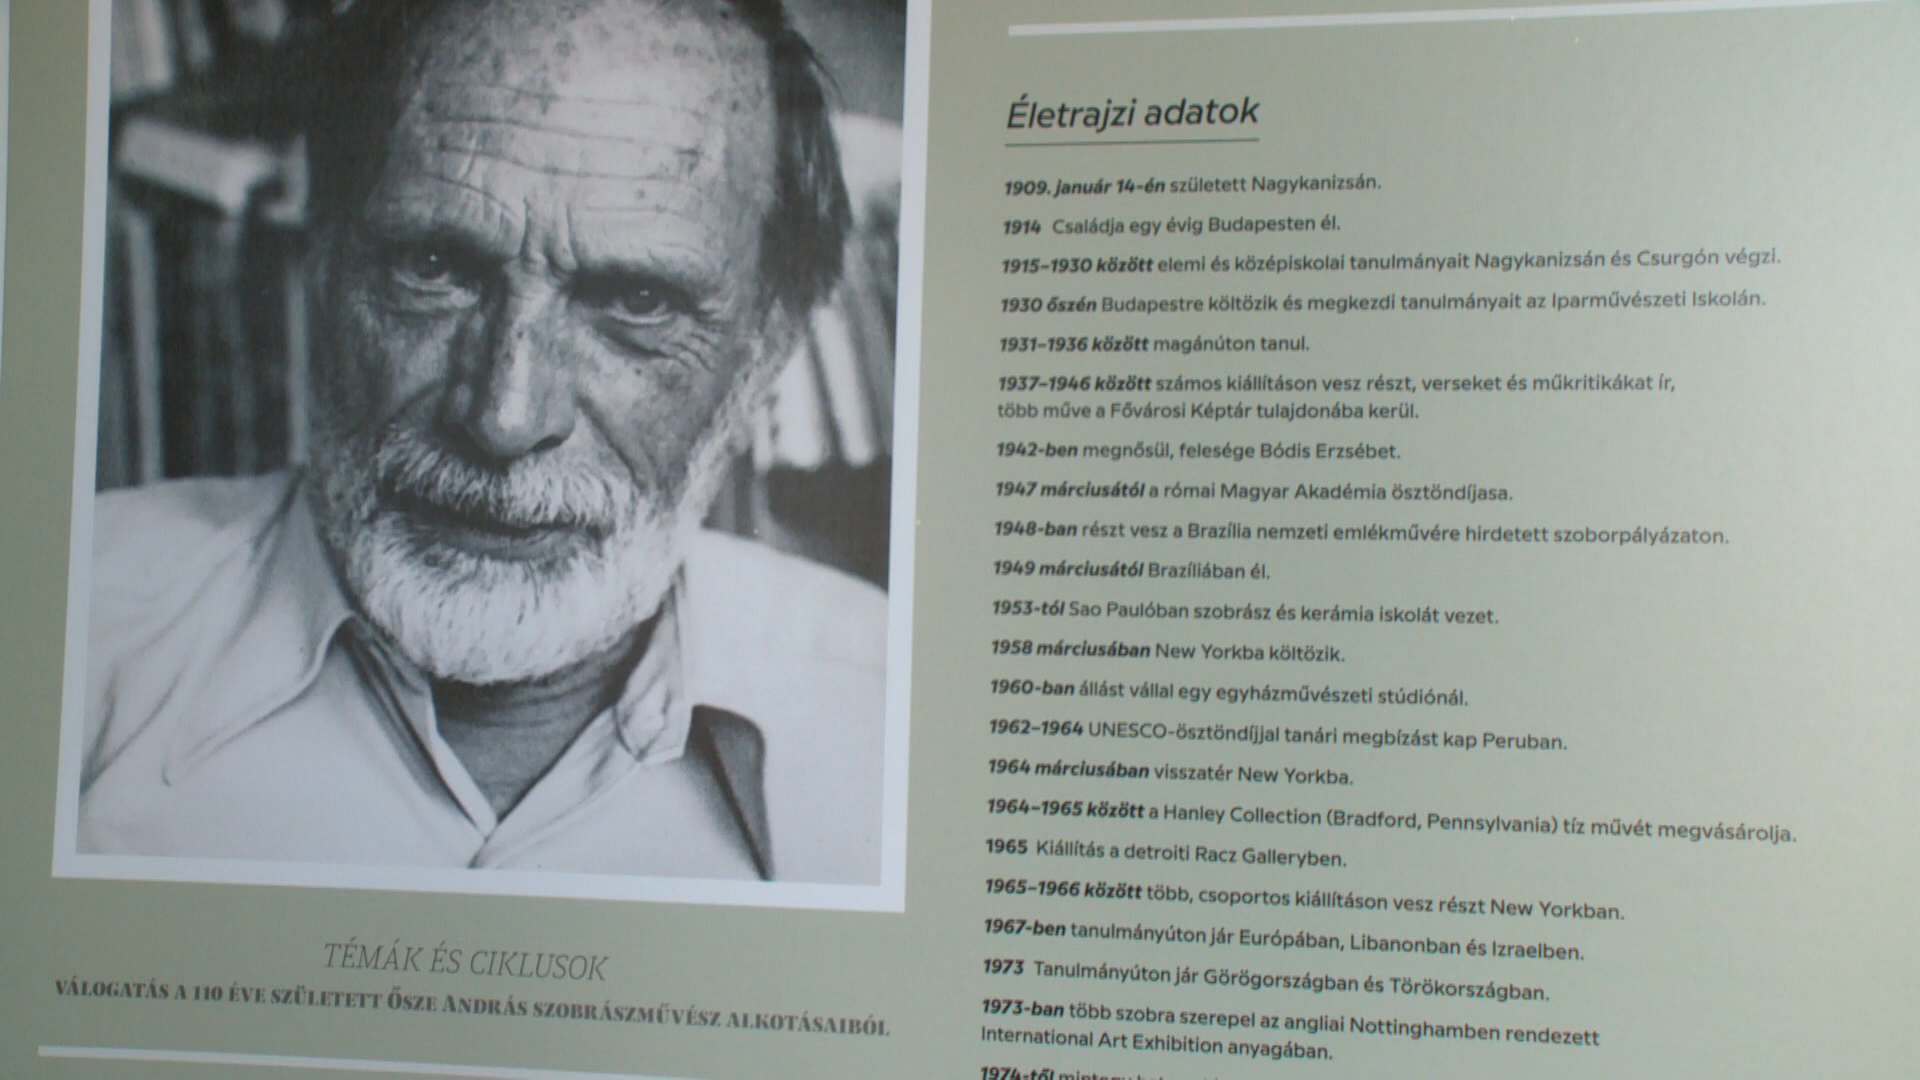 TÉMÁK ÉS CIKLUSOK
VÁLOGATÁS A 110 ÉVE SZÜLETETT ŐSZE ANDRÁS SZOBRÁSZMŰVÉSZ ALKOTÁSAIBÓL
Életrajzi adatok
1909. január 14-én született Nagykanizsán.
1914 Családja egy évig Budapesten él.
1915–1930 között elemi és középiskolai tanulmányait Nagykanizsán és Csurgón végzi.
1930 őszén Budapestre költözik és megkezdi tanulmányait az Iparművészeti Iskolán.
1931–1936 között magánúton tanul.
1937–1946 között számos kiállításon vesz részt, verseket és műkritikákat ír,
több műve a Fővárosi Képtár tulajdonába kerül.
1942-ben megnősül, felesége Bódis Erzsébet.
1947 márciusától a római Magyar Akadémia ösztöndíjasa.
1948-ban részt vesz a Brazília nemzeti emlékművére hirdetett szoborpályázaton.
1949 márciusától Brazíliában él.
1953-tól Sao Paulóban szobrász és kerámia iskolát vezet.
1958 márciusában New Yorkba költözik.
1960-ban állást vállal egy egyházművészeti stúdiónál.
1962–1964 UNESCO-ösztöndíjjal tanári megbízást kap Peruban.
1964 márciusában visszatér New Yorkba.
1964–1965 között a Hanley Collection (Bradford, Pennsylvania) tíz művét megvásárolja.
1965 Kiállítás a detroiti Racz Galleryben.
1965–1966 között több, csoportos kiállításon vesz részt New Yorkban.
1967-ben tanulmányúton jár Európában, Libanonban és Izraelben.
1973 Tanulmányúton jár Görögországban és Törökországban.
1973-ban több szobra szerepel az angliai Nottinghamben rendezett
International Art Exhibition anyagában.
1974-től